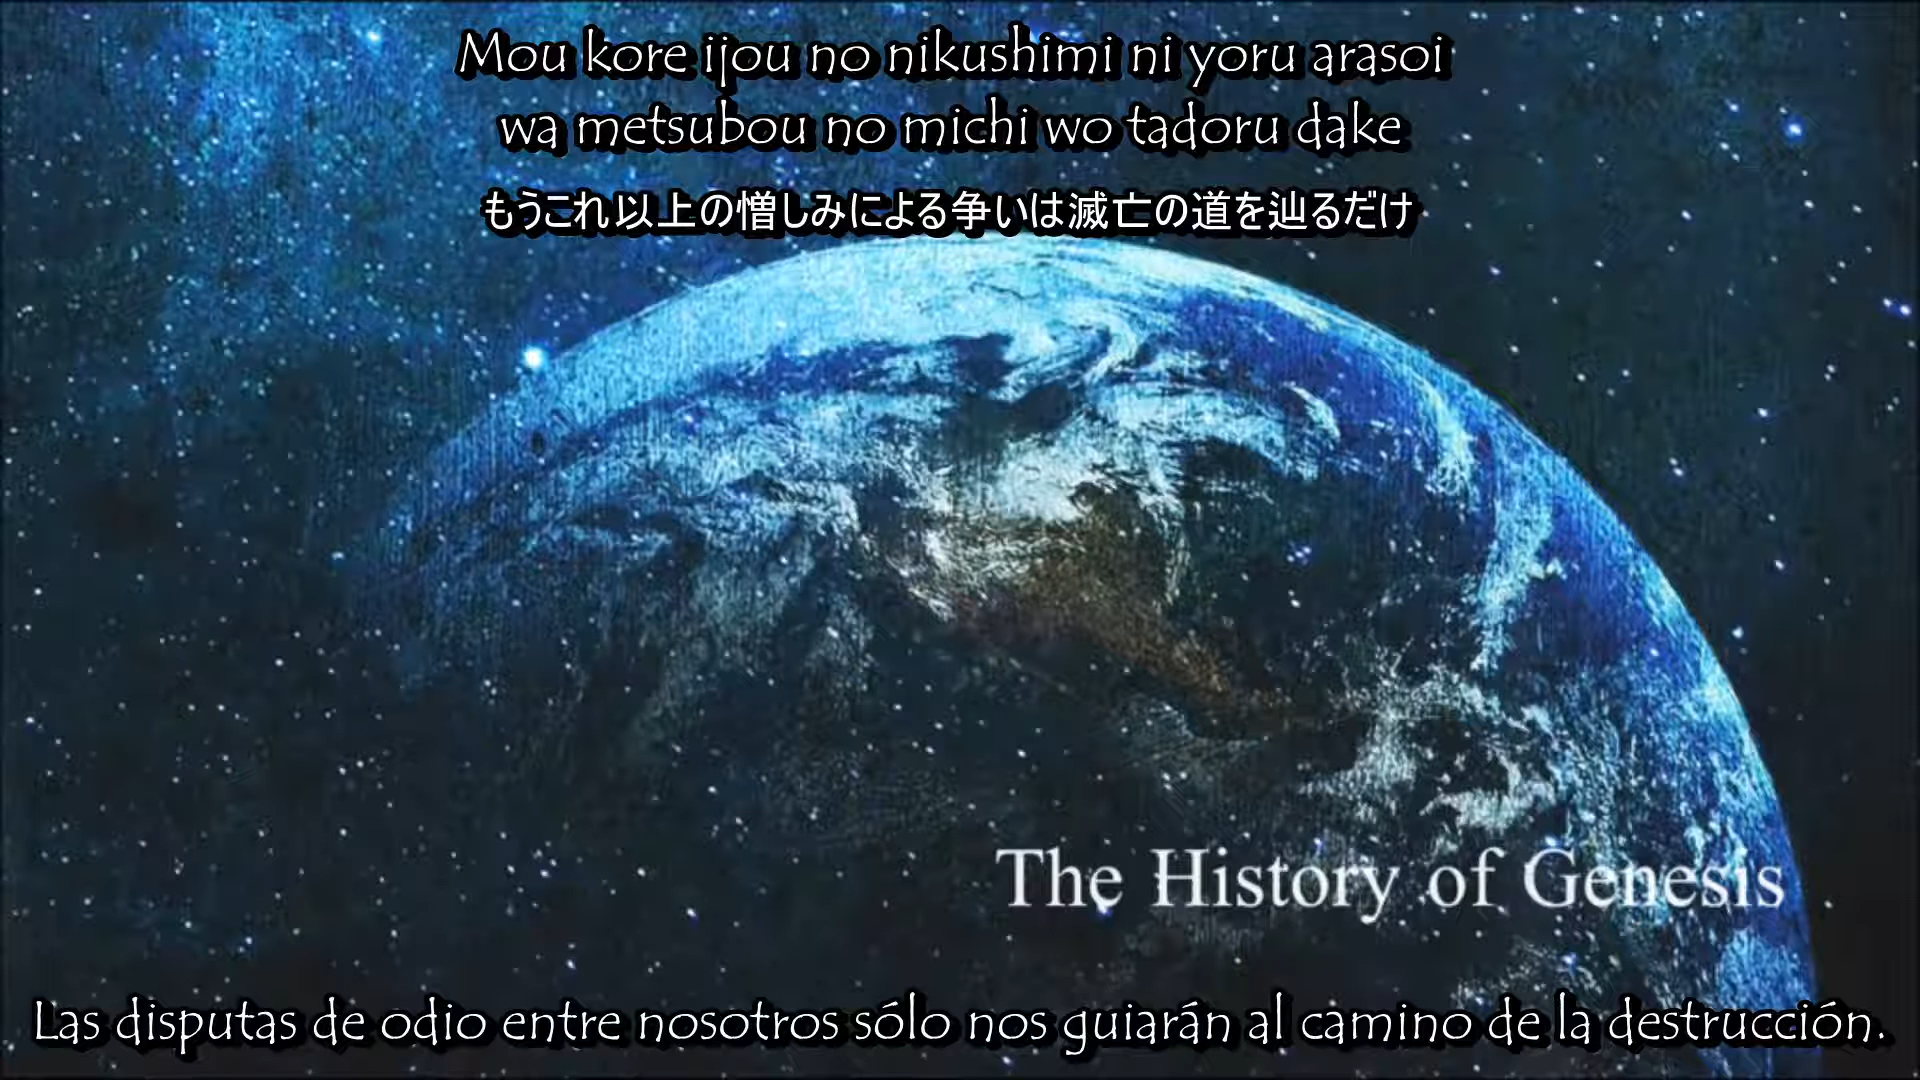 Mou kore ijou no nikushimi ni yoru arasoi
wa metsubou no michi wo tadoru dake
もうこれ以上の憎しみによる争いは滅亡の道を辿るだけ
The History of Genesis
Las disputas de odio entre nosotros sólo nos guiarán al camino de la destrucción.